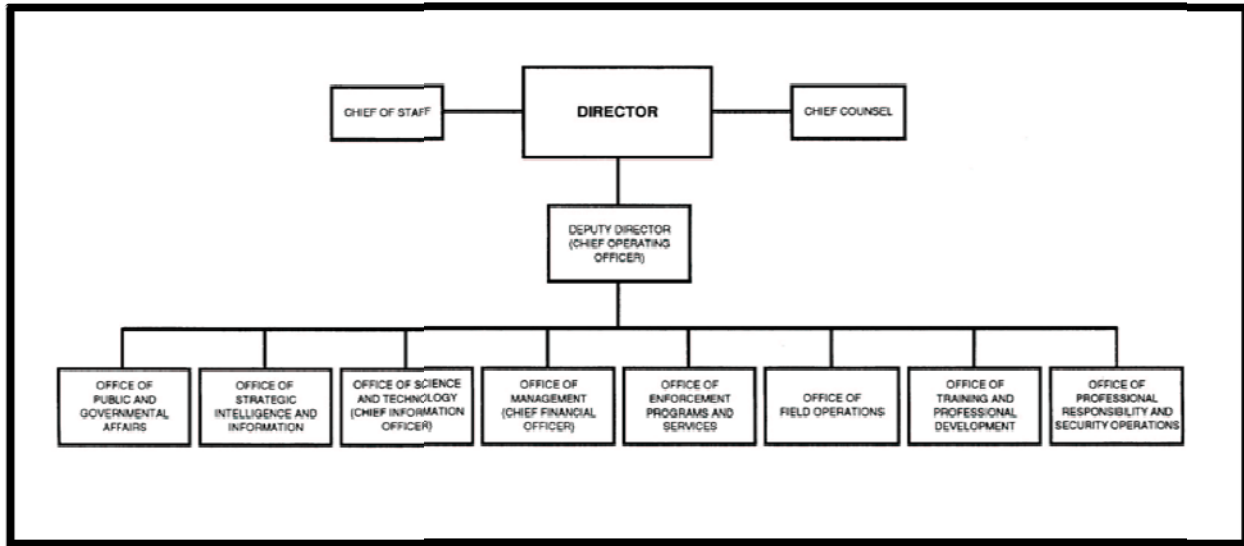 CHIEF OF STAFF
DIRECTOR
CHIEF COUNSEL
DEPUTY DIRECTOR
(CHIEF OPERATING
OFFICER)
OFFICE OF
PUBLIC AND
GOVERNMENTAL
AFFAIRS
OFFICE OF
STRATEGIC
INTELLIGENCE AND
INFORMATION
OFFICE OF SCIENCE
AND TECHNOLOGY
(CHIEF INFORMATION
OFFICER)
OFFICE OF
MANAGEMENT
(CHIEF FINANCIAL
OFFICER)
OFFICE OF
ENFORCEMENT
PROGRAMS AND
SERVICES
OFFICE OF
FIELD OPERATIONS
OFFICE OF
TRAINING AND
PROFESSIONAL
DEVELOPMENT
OFFICE OF
PROFESSIONAL
RESPONSIBILITY AND
SECURITY OPERATIONS